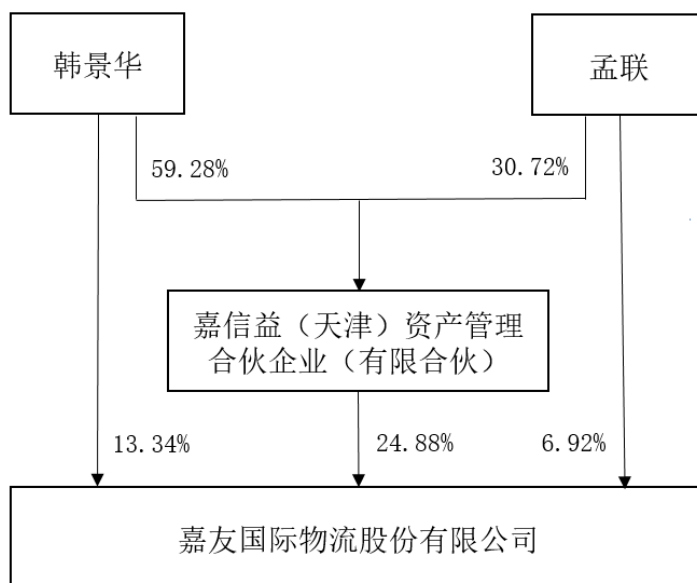 韩景华
孟联
59.28%
30.72%
嘉信益（天津）资产管理
合伙企业（有限合伙）
13.34%
24.88%
6.92%
嘉友国际物流股份有限公司